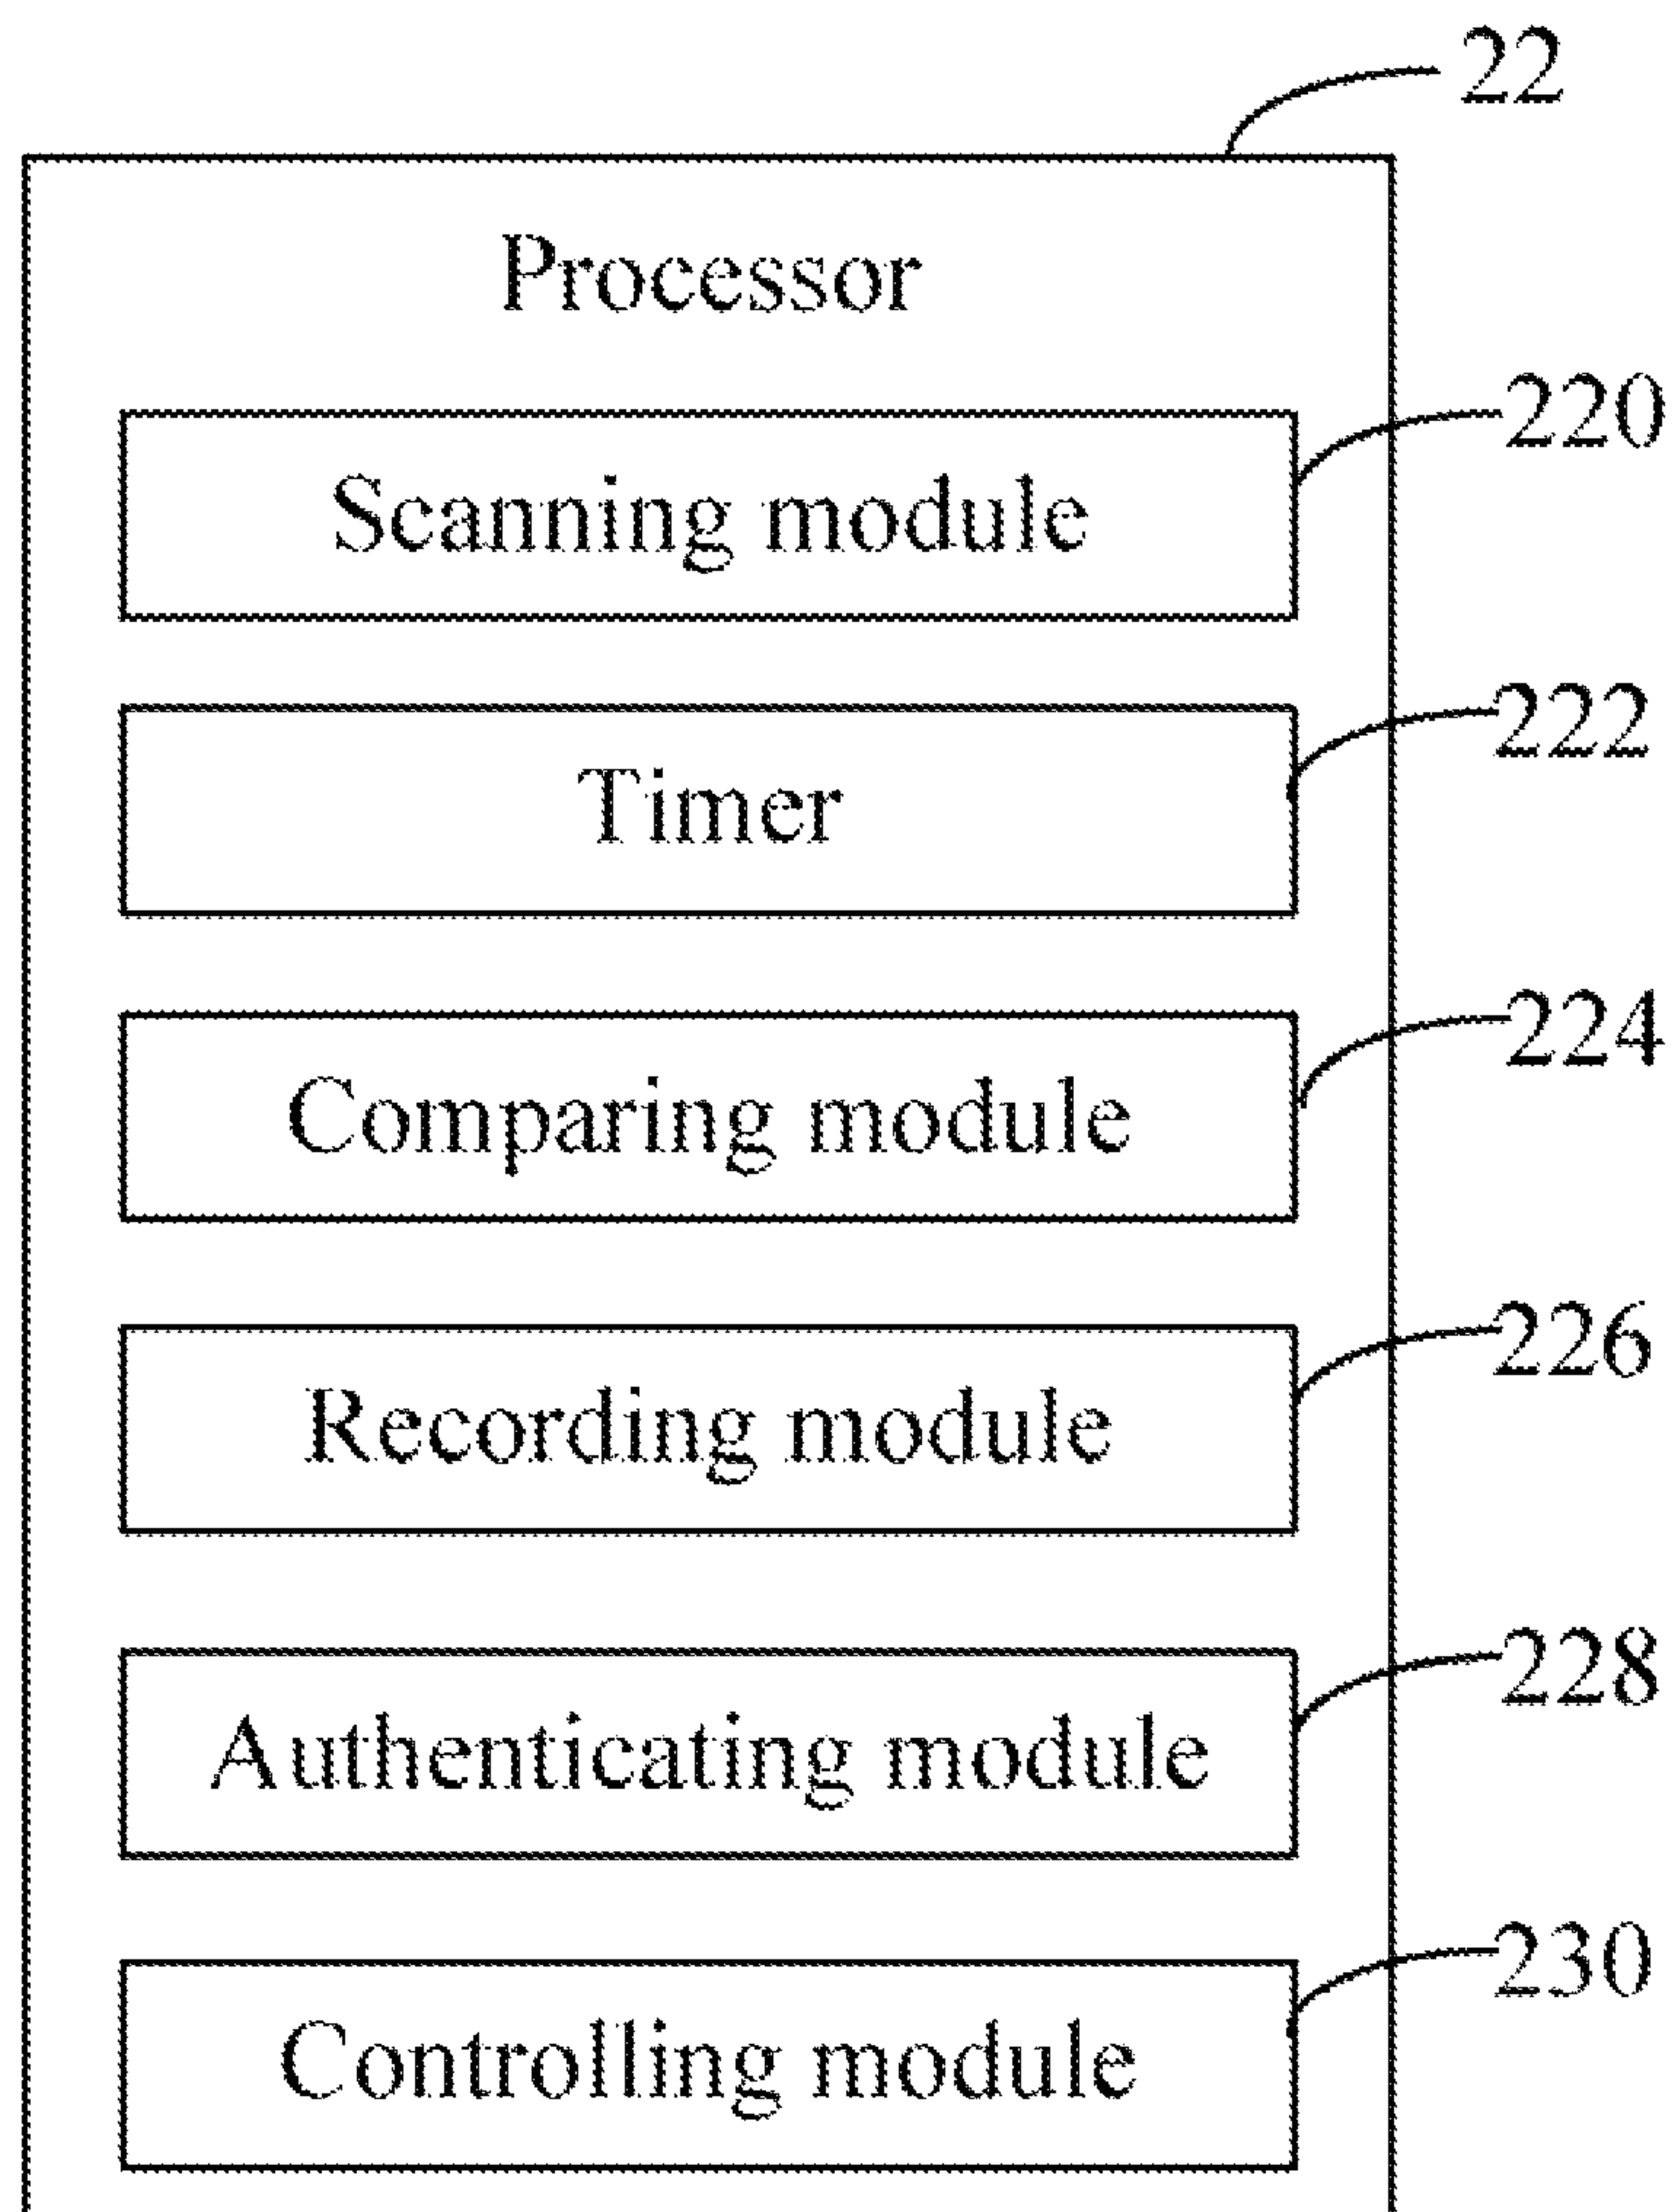 22
Processor
220
Scanning module
222
Timer
224
Comparing module
226
Recording module
228
Authenticating module
230
Controlling module